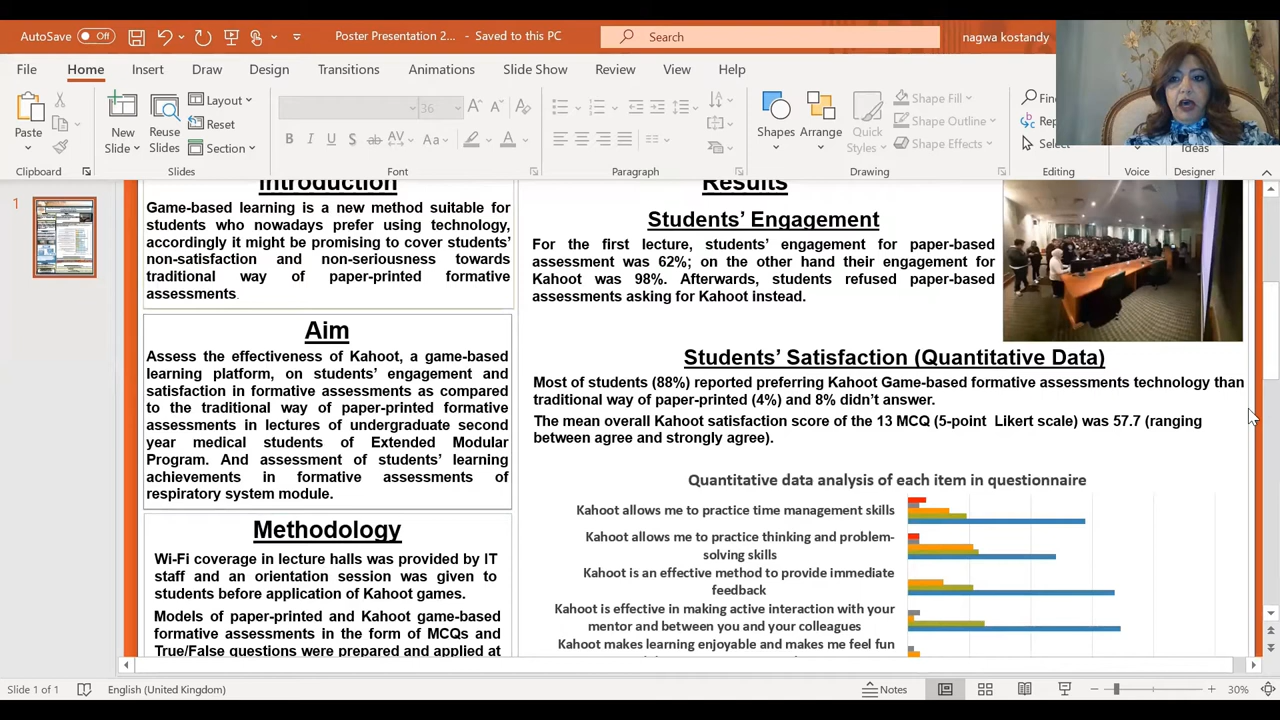 AutoSave
Off
Poster Presentation 2... - Saved to this PC
Search
nagwa kostandy
File
Home
Insert
Draw
Design
Transitions
Animations
Slide Show
Review
View
Help
Paste
New
Slide
Reuse
Slides
Layout
Reset
Section
36
B I U S ab AV Aa A
Shapes
Arrange
Quick
Styles
Shape Fill
Shape Outline
Shape Effects
Clipboard
Slides
Font
Paragraph
Drawing
Editing
Voice
Ideas
Designer
1
Introduction
Game-based learning is a new method suitable for
students who nowadays prefer using technology,
accordingly it might be promising to cover students'
non-satisfaction and non-seriousness towards
traditional way of paper-printed formative
assessments.
Aim
Assess the effectiveness of Kahoot, a game-based
learning platform, on students' engagement and
satisfaction in formative assessments as compared
to the traditional way of paper-printed formative
assessments in lectures of undergraduate second
year medical students of Extended Modular
Program. And assessment of students' learning
achievements in formative assessments of
respiratory system module.
Methodology
Wi-Fi coverage in lecture halls was provided by IT
staff and an orientation session was given to
students before application of Kahoot games.
Models of paper-printed and Kahoot game-based
formative assessments in the form of MCQs and
True/False questions were prepared and applied at
Results
Students' Engagement
For the first lecture, students' engagement for paper-based
assessment was 62%; on the other hand their engagement for
Kahoot was 98%. Afterwards, students refused paper-based
assessments asking for Kahoot instead.
Students' Satisfaction (Quantitative Data)
Most of students (88%) reported preferring Kahoot Game-based formative assessments technology than
traditional way of paper-printed (4%) and 8% didn't answer.
The mean overall Kahoot satisfaction score of the 13 MCQ (5-point Likert scale) was 57.7 (ranging
between agree and strongly agree).
Quantitative data analysis of each item in questionnaire
Kahoot allows me to practice time management skills
Kahoot allows me to practice thinking and problem-
solving skills
Kahoot is an effective method to provide immediate
feedback
Kahoot is effective in making active interaction with your
mentor and between you and your colleagues
Kahoot makes learning enjoyable and makes me feel fun
Slide 1 of 1
English (United Kingdom)
Notes
30%